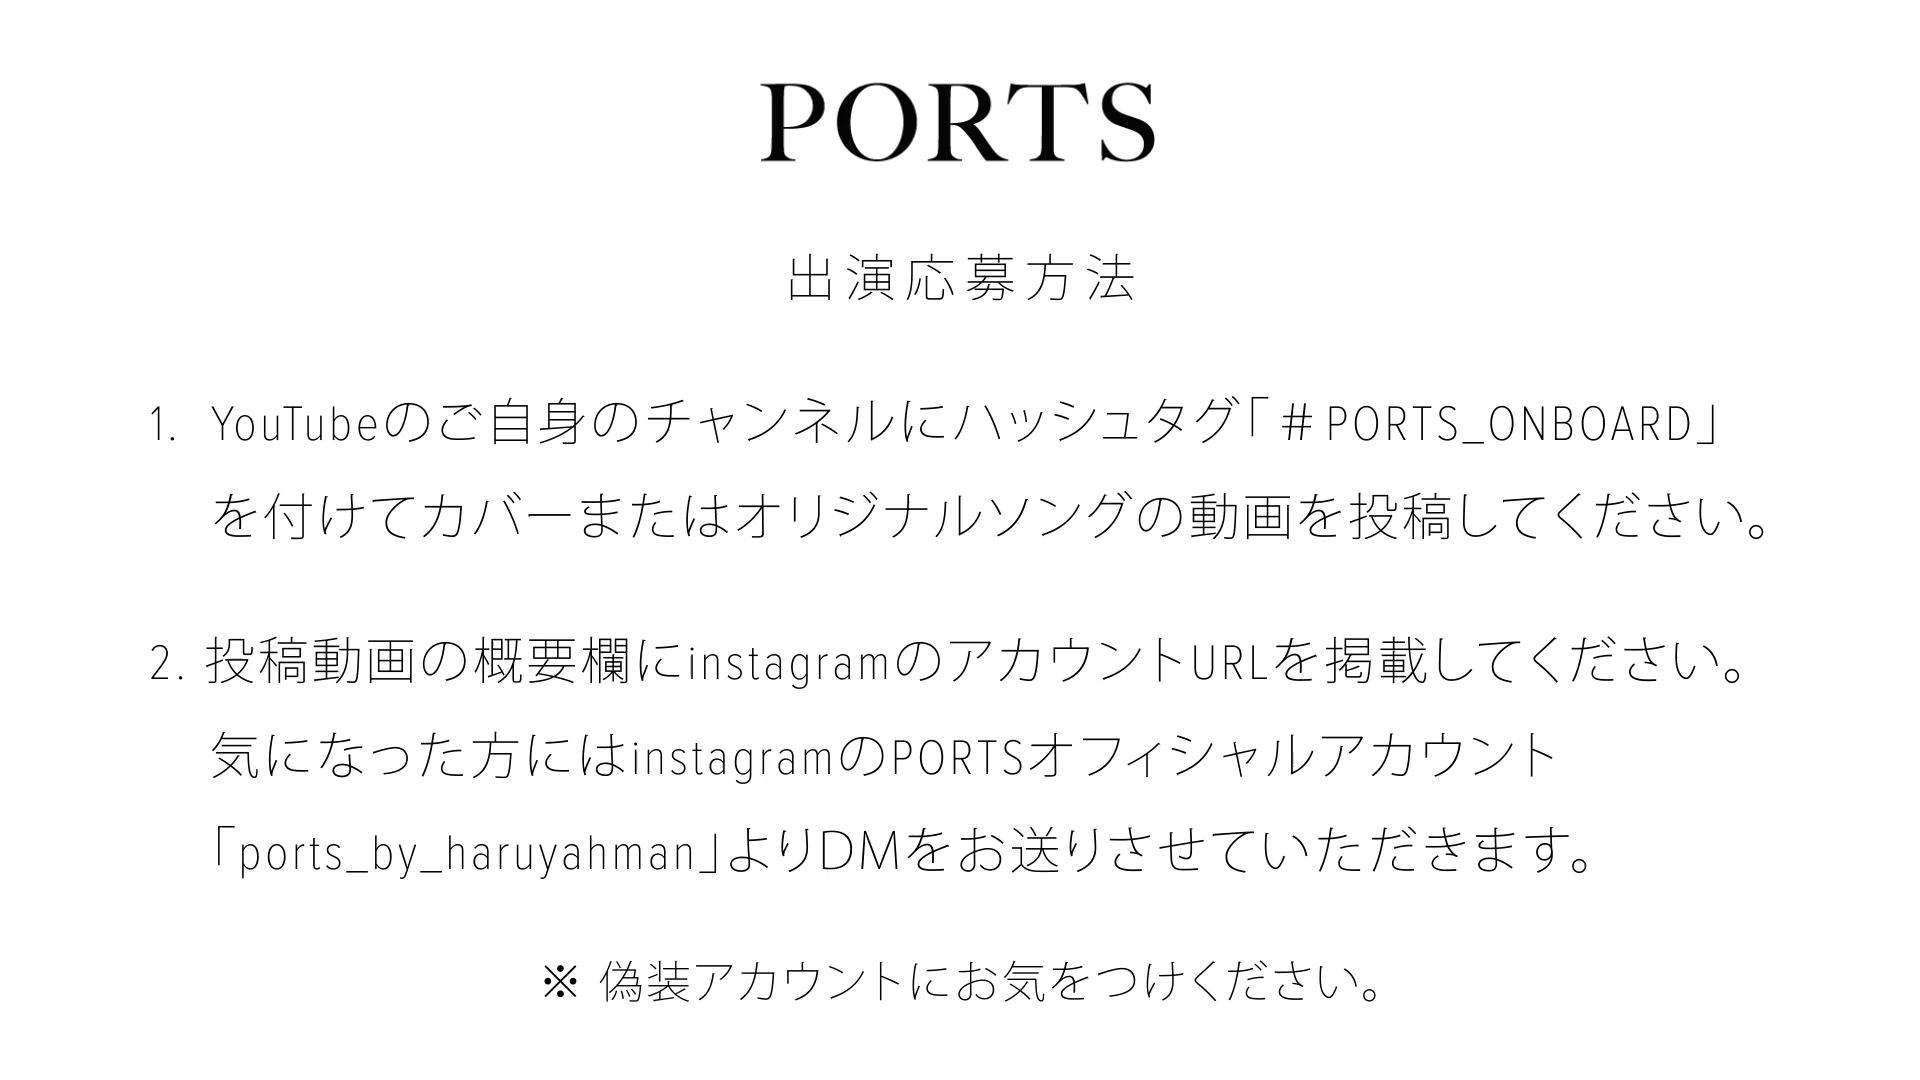 PORTS
出演応募方法
1. YouTubeのご自身のチャンネルにハッシュタグ「＃PORTS_ONBOARD」
を付けてカバーまたはオリジナルソングの動画を投稿してください。
2. 投稿動画の概要欄にinstagramのアカウントURLを掲載してください。
気になった方にはinstagramのPORTSオフィシャルアカウント
「ports_by_haruyahman」よりDMをお送りさせていただきます。
※ 偽装アカウントにお気をつけください。